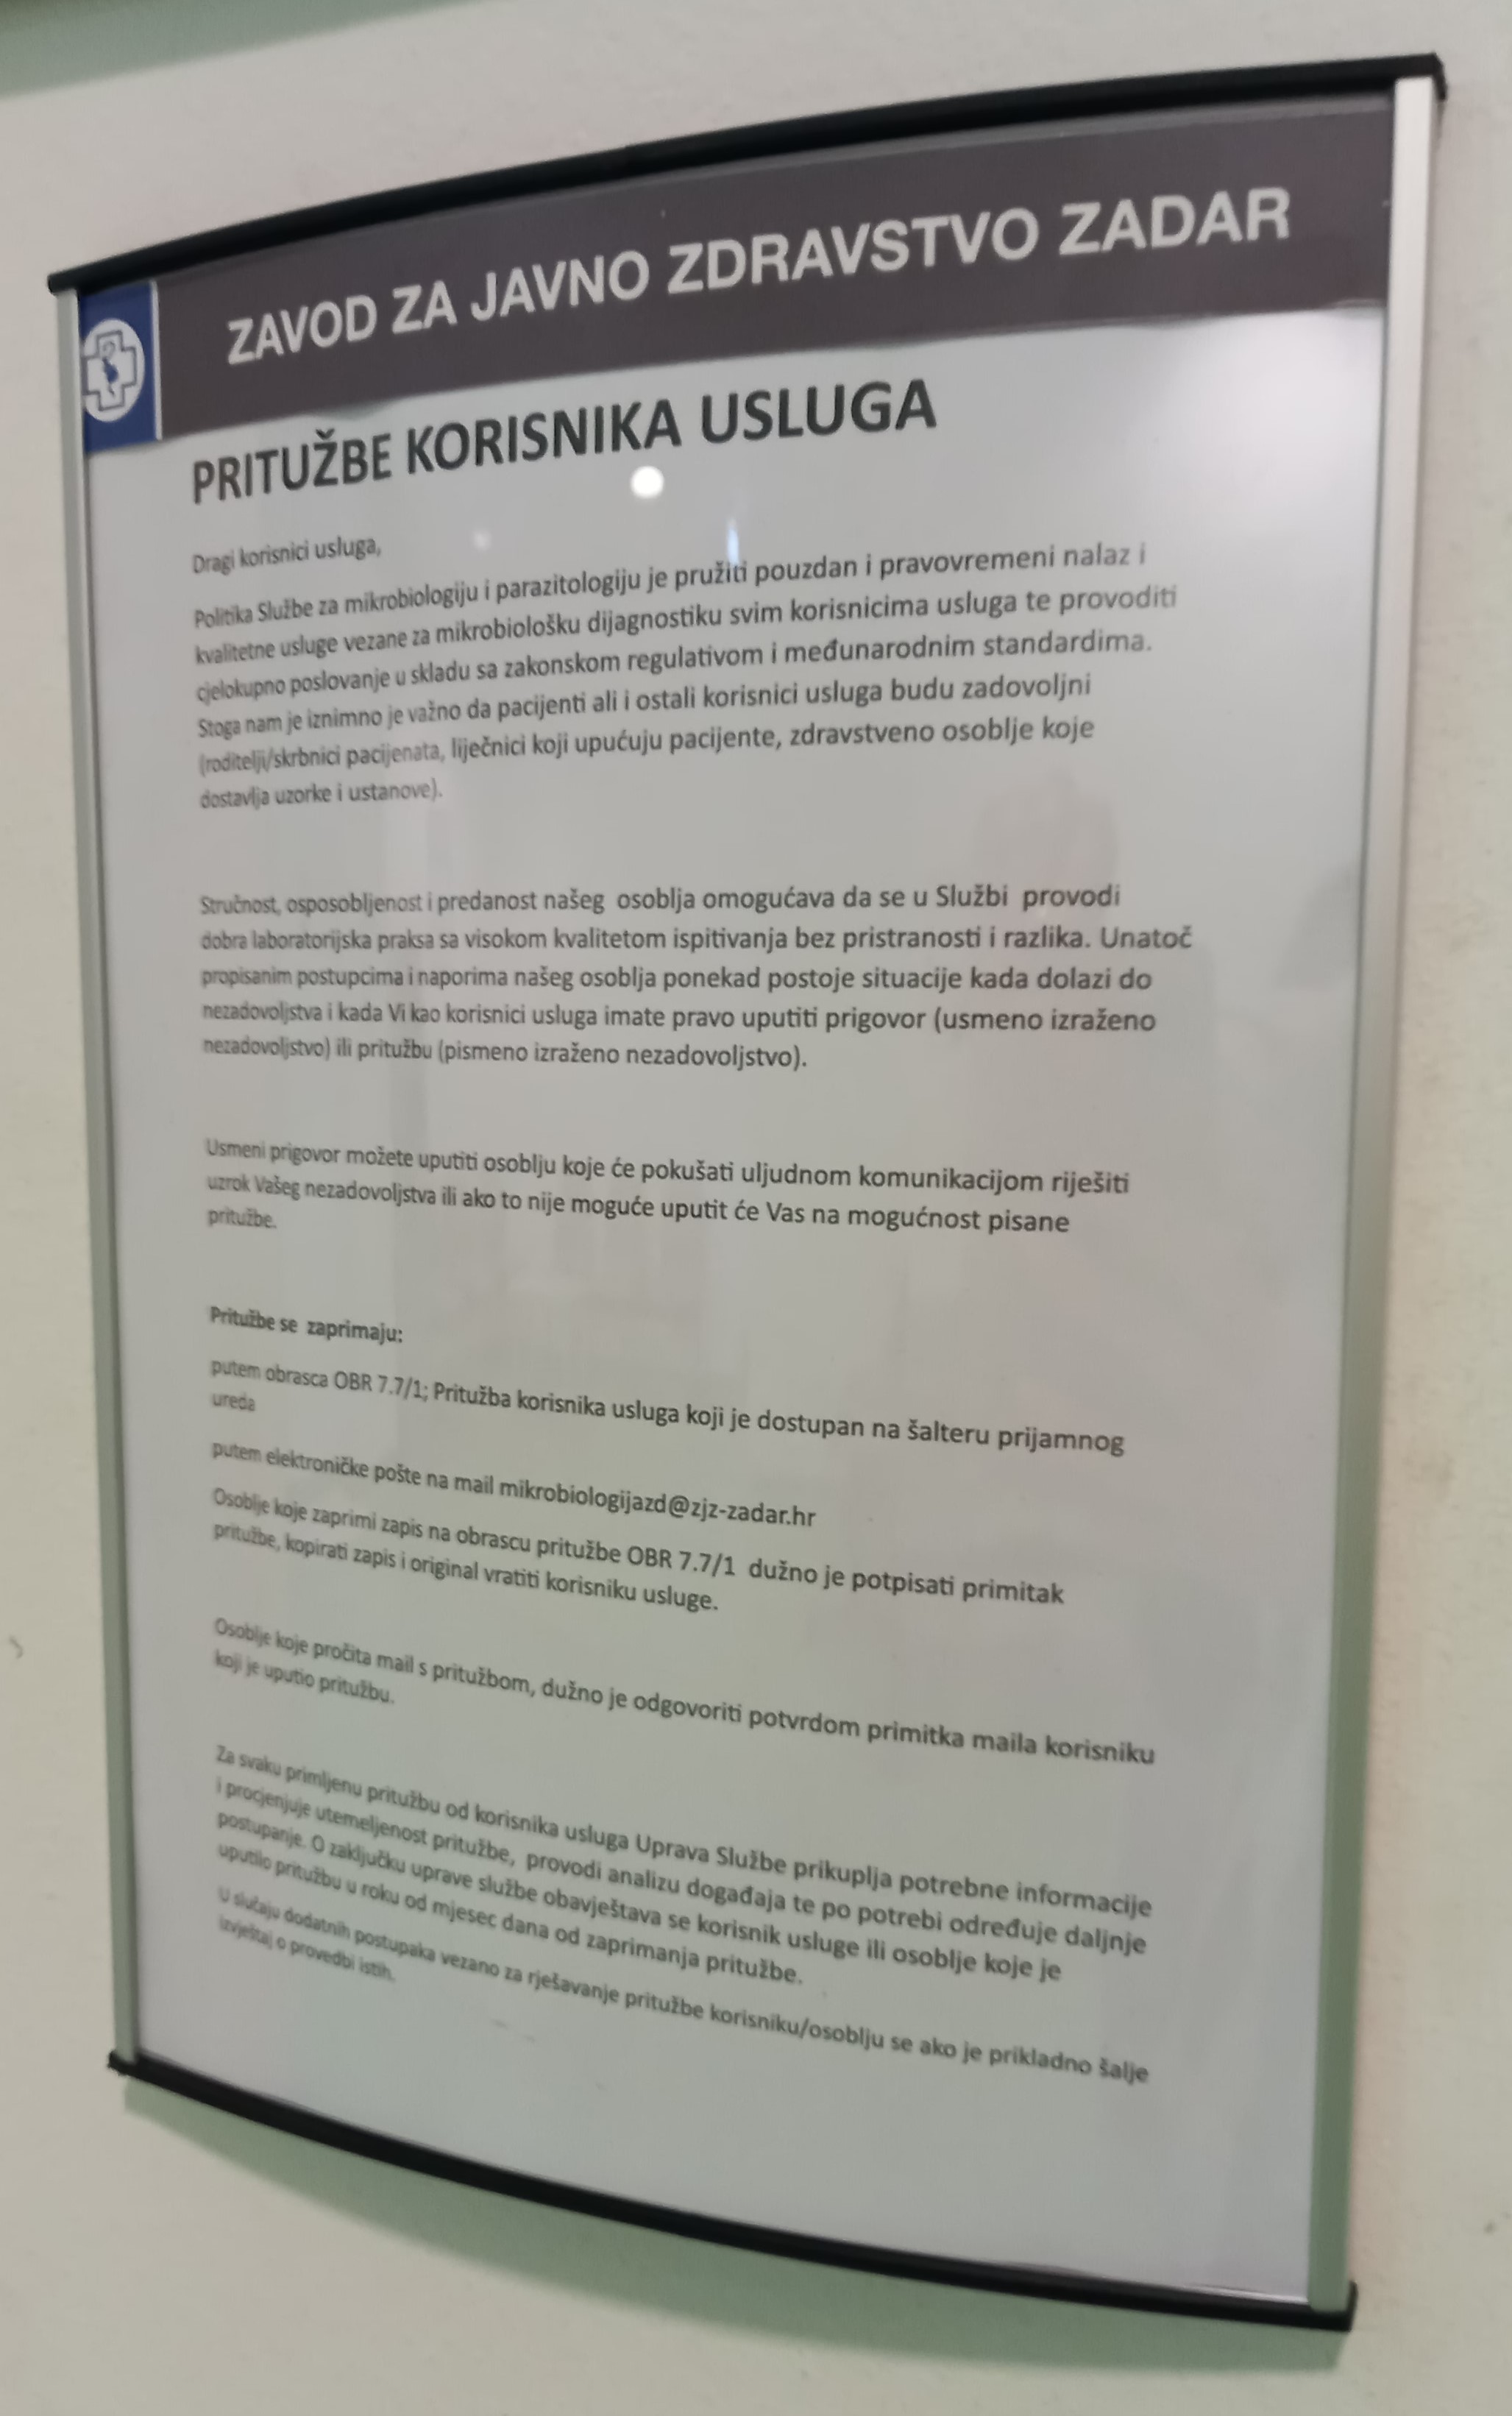 ZAVOD ZA JAVNO ZDRAVSTVO ZADAR
PRITUŽBE KORISNIKA USLUGA
Dragi korisnici usluga,
Politika Službe za mikrobiologiju i parazitologiju je pružiti pouzdan i pravovremeni nalaz i
kvalitetne usluge vezane za mikrobiološku dijagnostiku svim korisnicima usluga te provoditi
cjelokupno poslovanje u skladu sa zakonskom regulativom i međunarodnim standardima.
Stoga nam je iznimno je važno da pacijenti ali i ostali korisnici usluga budu zadovoljni
(roditelji/skrbnici pacijenata, liječnici koji upućuju pacijente, zdravstveno osoblje koje
dostavlja uzorke i ustanove).
Stručnost, osposobljenost i predanost našeg osoblja omogućava da se u Službi provodi
dobra laboratorijska praksa sa visokom kvalitetom ispitivanja bez pristranosti i razlika. Unatoč
propisanim postupcima i naporima našeg osoblja ponekad postoje situacije kada dolazi do
nezadovoljstva i kada Vi kao korisnici usluga imate pravo uputiti prigovor (usmeno izraženo
nezadovoljstvo) ili pritužbu (pismeno izraženo nezadovoljstvo).
Usmeni prigovor možete uputiti osoblju koje će pokušati uljudnom komunikacijom riješiti
uzrok Vašeg nezadovoljstva ili ako to nije moguće uputit će Vas na mogućnost pisane
pritužbe.
Pritužbe se zaprimaju:
putem obrasca OBR 7.7/1; Pritužba korisnika usluga koji je dostupan na šalteru prijamnog
ureda
putem elektroničke pošte na mail mikrobiologijazd@zjz-zadar.hr
Osoblje koje zaprimi zapis na obrascu pritužbe OBR 7.7/1 dužno je potpisati primitak
pritužbe, kopirati zapis i original vratiti korisniku usluge.
Osoblje koje pročita mail s pritužbom, dužno je odgovoriti potvrdom primitka maila korisniku
koji je uputio pritužbu.
Za svaku primljenu pritužbu od korisnika usluga Uprava Službe prikuplja potrebne informacije
i procjenjuje utemeljenost pritužbe, provodi analizu događaja te po potrebi određuje daljnje
postupanje. O zaključku uprave službe obavještava se korisnik usluge ili osoblje koje je
uputilo pritužbu u roku od mjesec dana od zaprimanja pritužbe.
U slučaju dodatnih postupaka vezano za rješavanje pritužbe korisniku/osoblju se ako je prikladno šalje
izvještaj o provedbi istih.